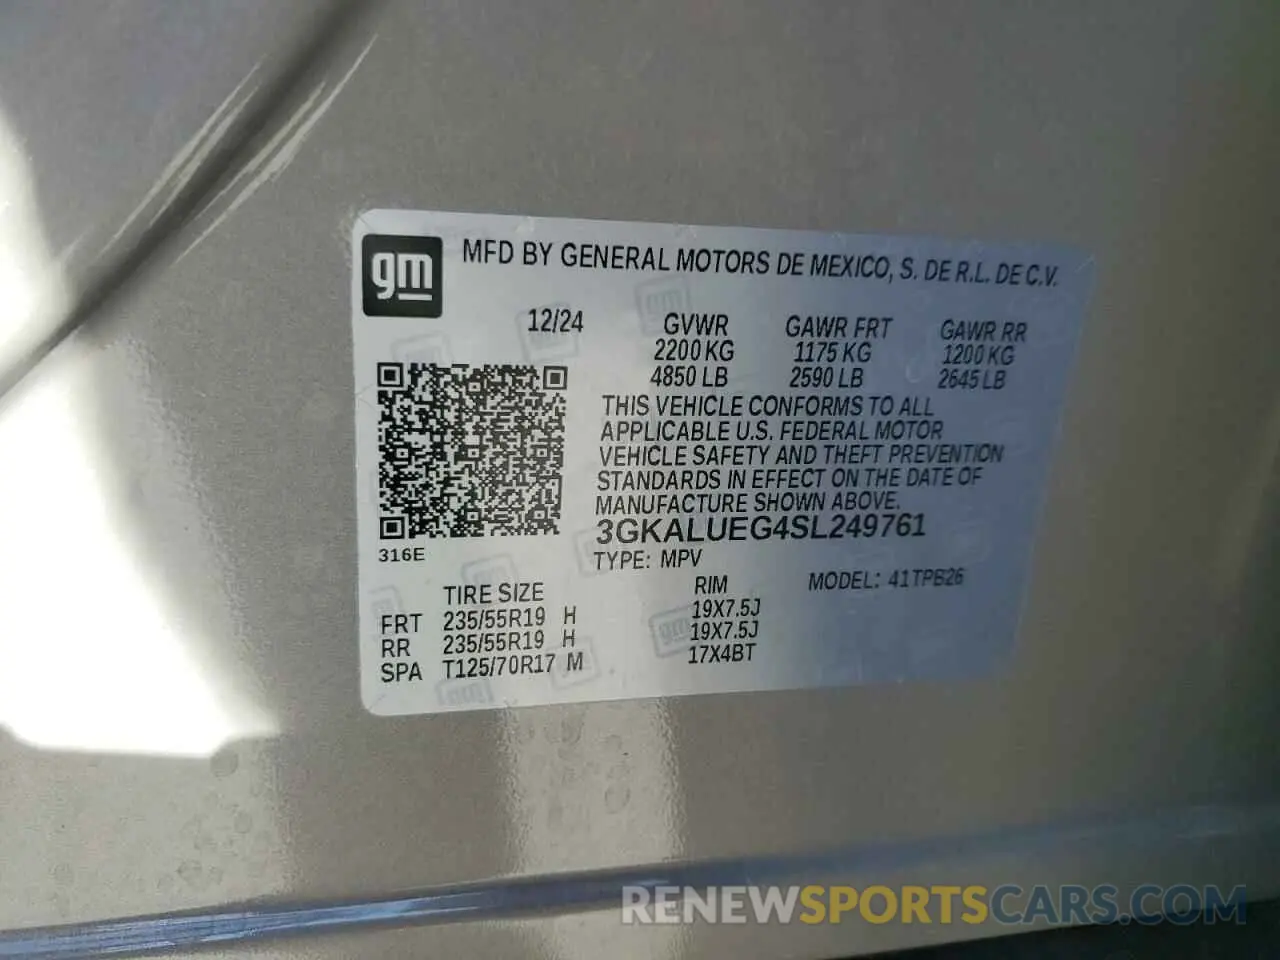 gm
MFD BY GENERAL MOTORS DE MEXICO, S. DE R.L. DE C.V.
12/24 GVWR GAWR FRT GAWR RR
2200 KG 1175 KG 1200 KG
4850 LB 2590 LB 2645 LB
THIS VEHICLE CONFORMS TO ALL
APPLICABLE U.S. FEDERAL MOTOR
VEHICLE SAFETY AND THEFT PREVENTION
STANDARDS IN EFFECT ON THE DATE OF
MANUFACTURE SHOWN ABOVE.
3GKALUEG4SL249761
316E
TYPE: MPV
MODEL: 41TPB26
TIRE SIZE RIM
FRT 235/55R19 H 19X7.5J
RR 235/55R19 H 19X7.5J
SPA T125/70R17 M 17X4BT
RENEWSPORTSCARS.COM